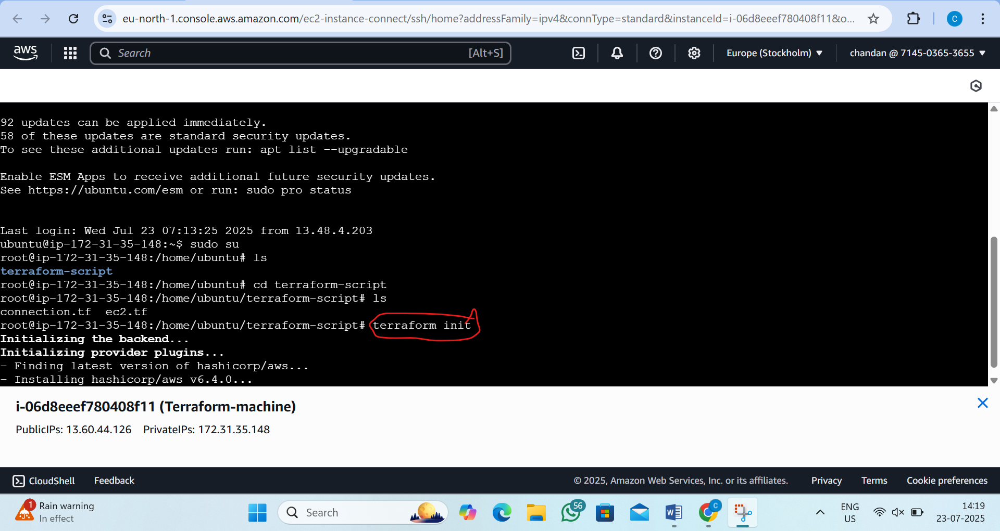 eu-north-1.console.aws.amazon.com/ec2-instance-connect/ssh/home?addressFamily=ipv4&connType=standard&instanceId=i-06d8eeef780408f11&o...
C
aws
Search
[Alt+S]
Europe (Stockholm)
chandan @ 7145-0365-3655
92 updates can be applied immediately.
58 of these updates are standard security updates.
To see these additional updates run: apt list --upgradable
Enable ESM Apps to receive additional future security updates.
See https://ubuntu.com/esm or run: sudo pro status
Last login: Wed Jul 23 07:13:25 2025 from 13.48.4.203
ubuntu@ip-172-31-35-148:~$ sudo su
root@ip-172-31-35-148:/home/ubuntu# ls
terraform-script
root@ip-172-31-35-148:/home/ubuntu# cd terraform-script
root@ip-172-31-35-148:/home/ubuntu/terraform-script# ls
connection.tf  ec2.tf
root@ip-172-31-35-148:/home/ubuntu/terraform-script# terraform init
Initializing the backend...
Initializing provider plugins...
- Finding latest version of hashicorp/aws...
- Installing hashicorp/aws v6.4.0...
i-06d8eeef780408f11 (Terraform-machine)
PublicIPs: 13.60.44.126 PrivateIPs: 172.31.35.148
CloudShell
Feedback
© 2025, Amazon Web Services, Inc. or its affiliates.
Privacy
Terms
Cookie preferences
1
Rain warning
In effect
Search
56
W
C
ENG
US
14:19
23-07-2025